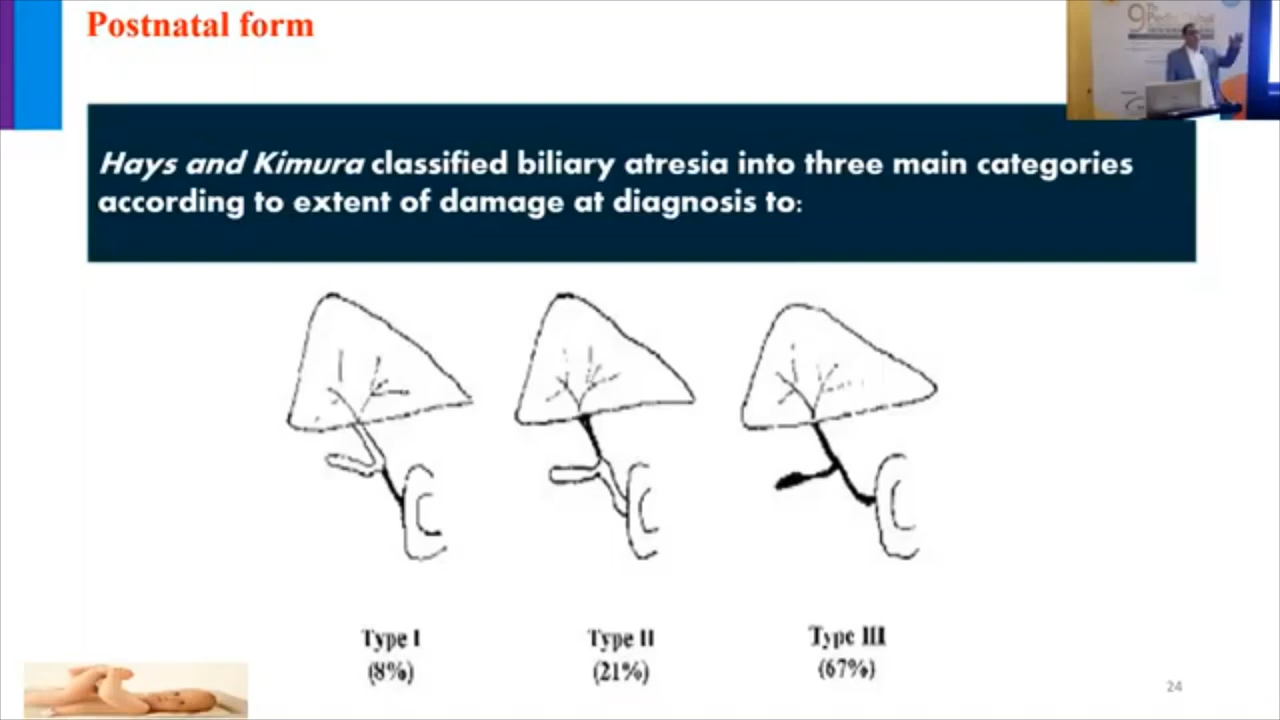 Postnatal form
Hays and Kimura classified biliary atresia into three main categories
according to extent of damage at diagnosis to:
Type I
(8%)
Type II
(21%)
Type III
(67%)
24